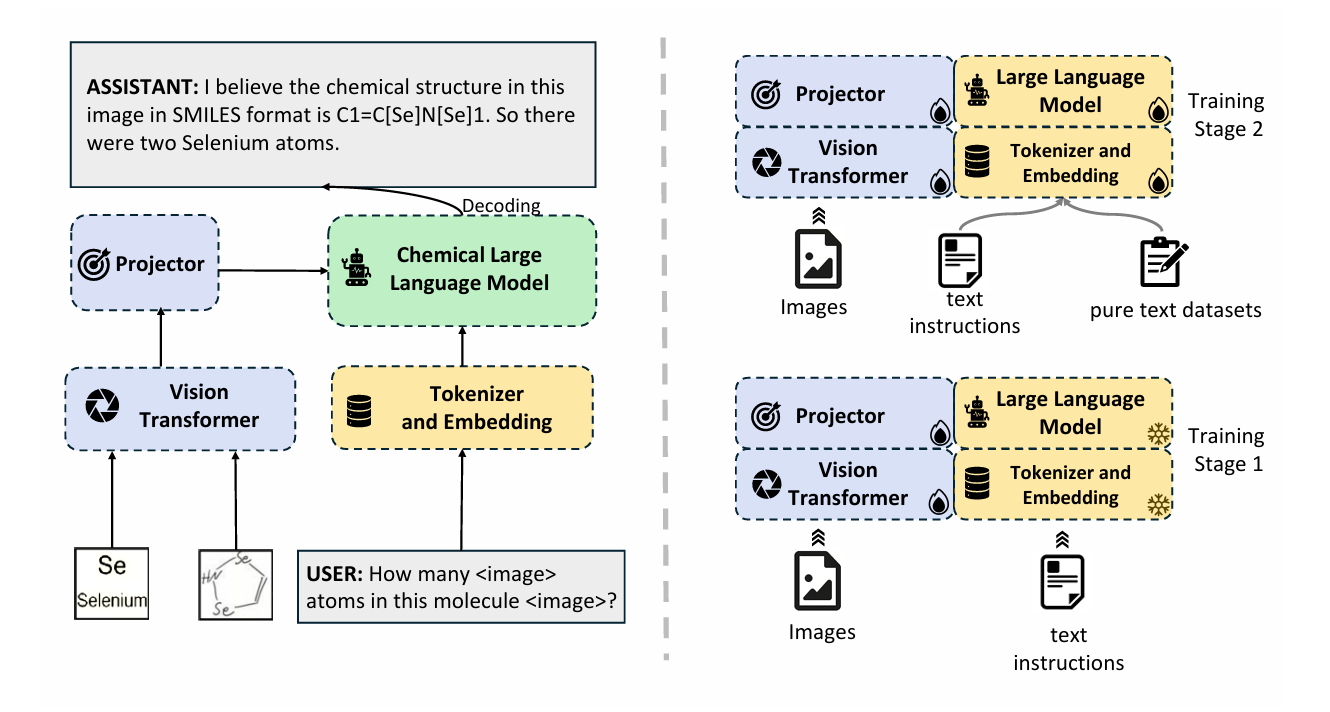 ASSISTANT: I believe the chemical structure in this
image in SMILES format is C1=C[Se]N[Se]1. So there
were two Selenium atoms.
Decoding
Projector
Chemical Large
Language Model
Vision
Transformer
Tokenizer
and Embedding
Se
Selenium
Se
HN
Se
USER: How many <image>
atoms in this molecule <image>?
Projector
Large Language
Model
Vision
Transformer
Tokenizer and
Embedding
Training
Stage 2
Images
text
instructions
pure text datasets
Projector
Large Language
Model
Vision
Transformer
Tokenizer and
Embedding
Training
Stage 1
Images
text
instructions